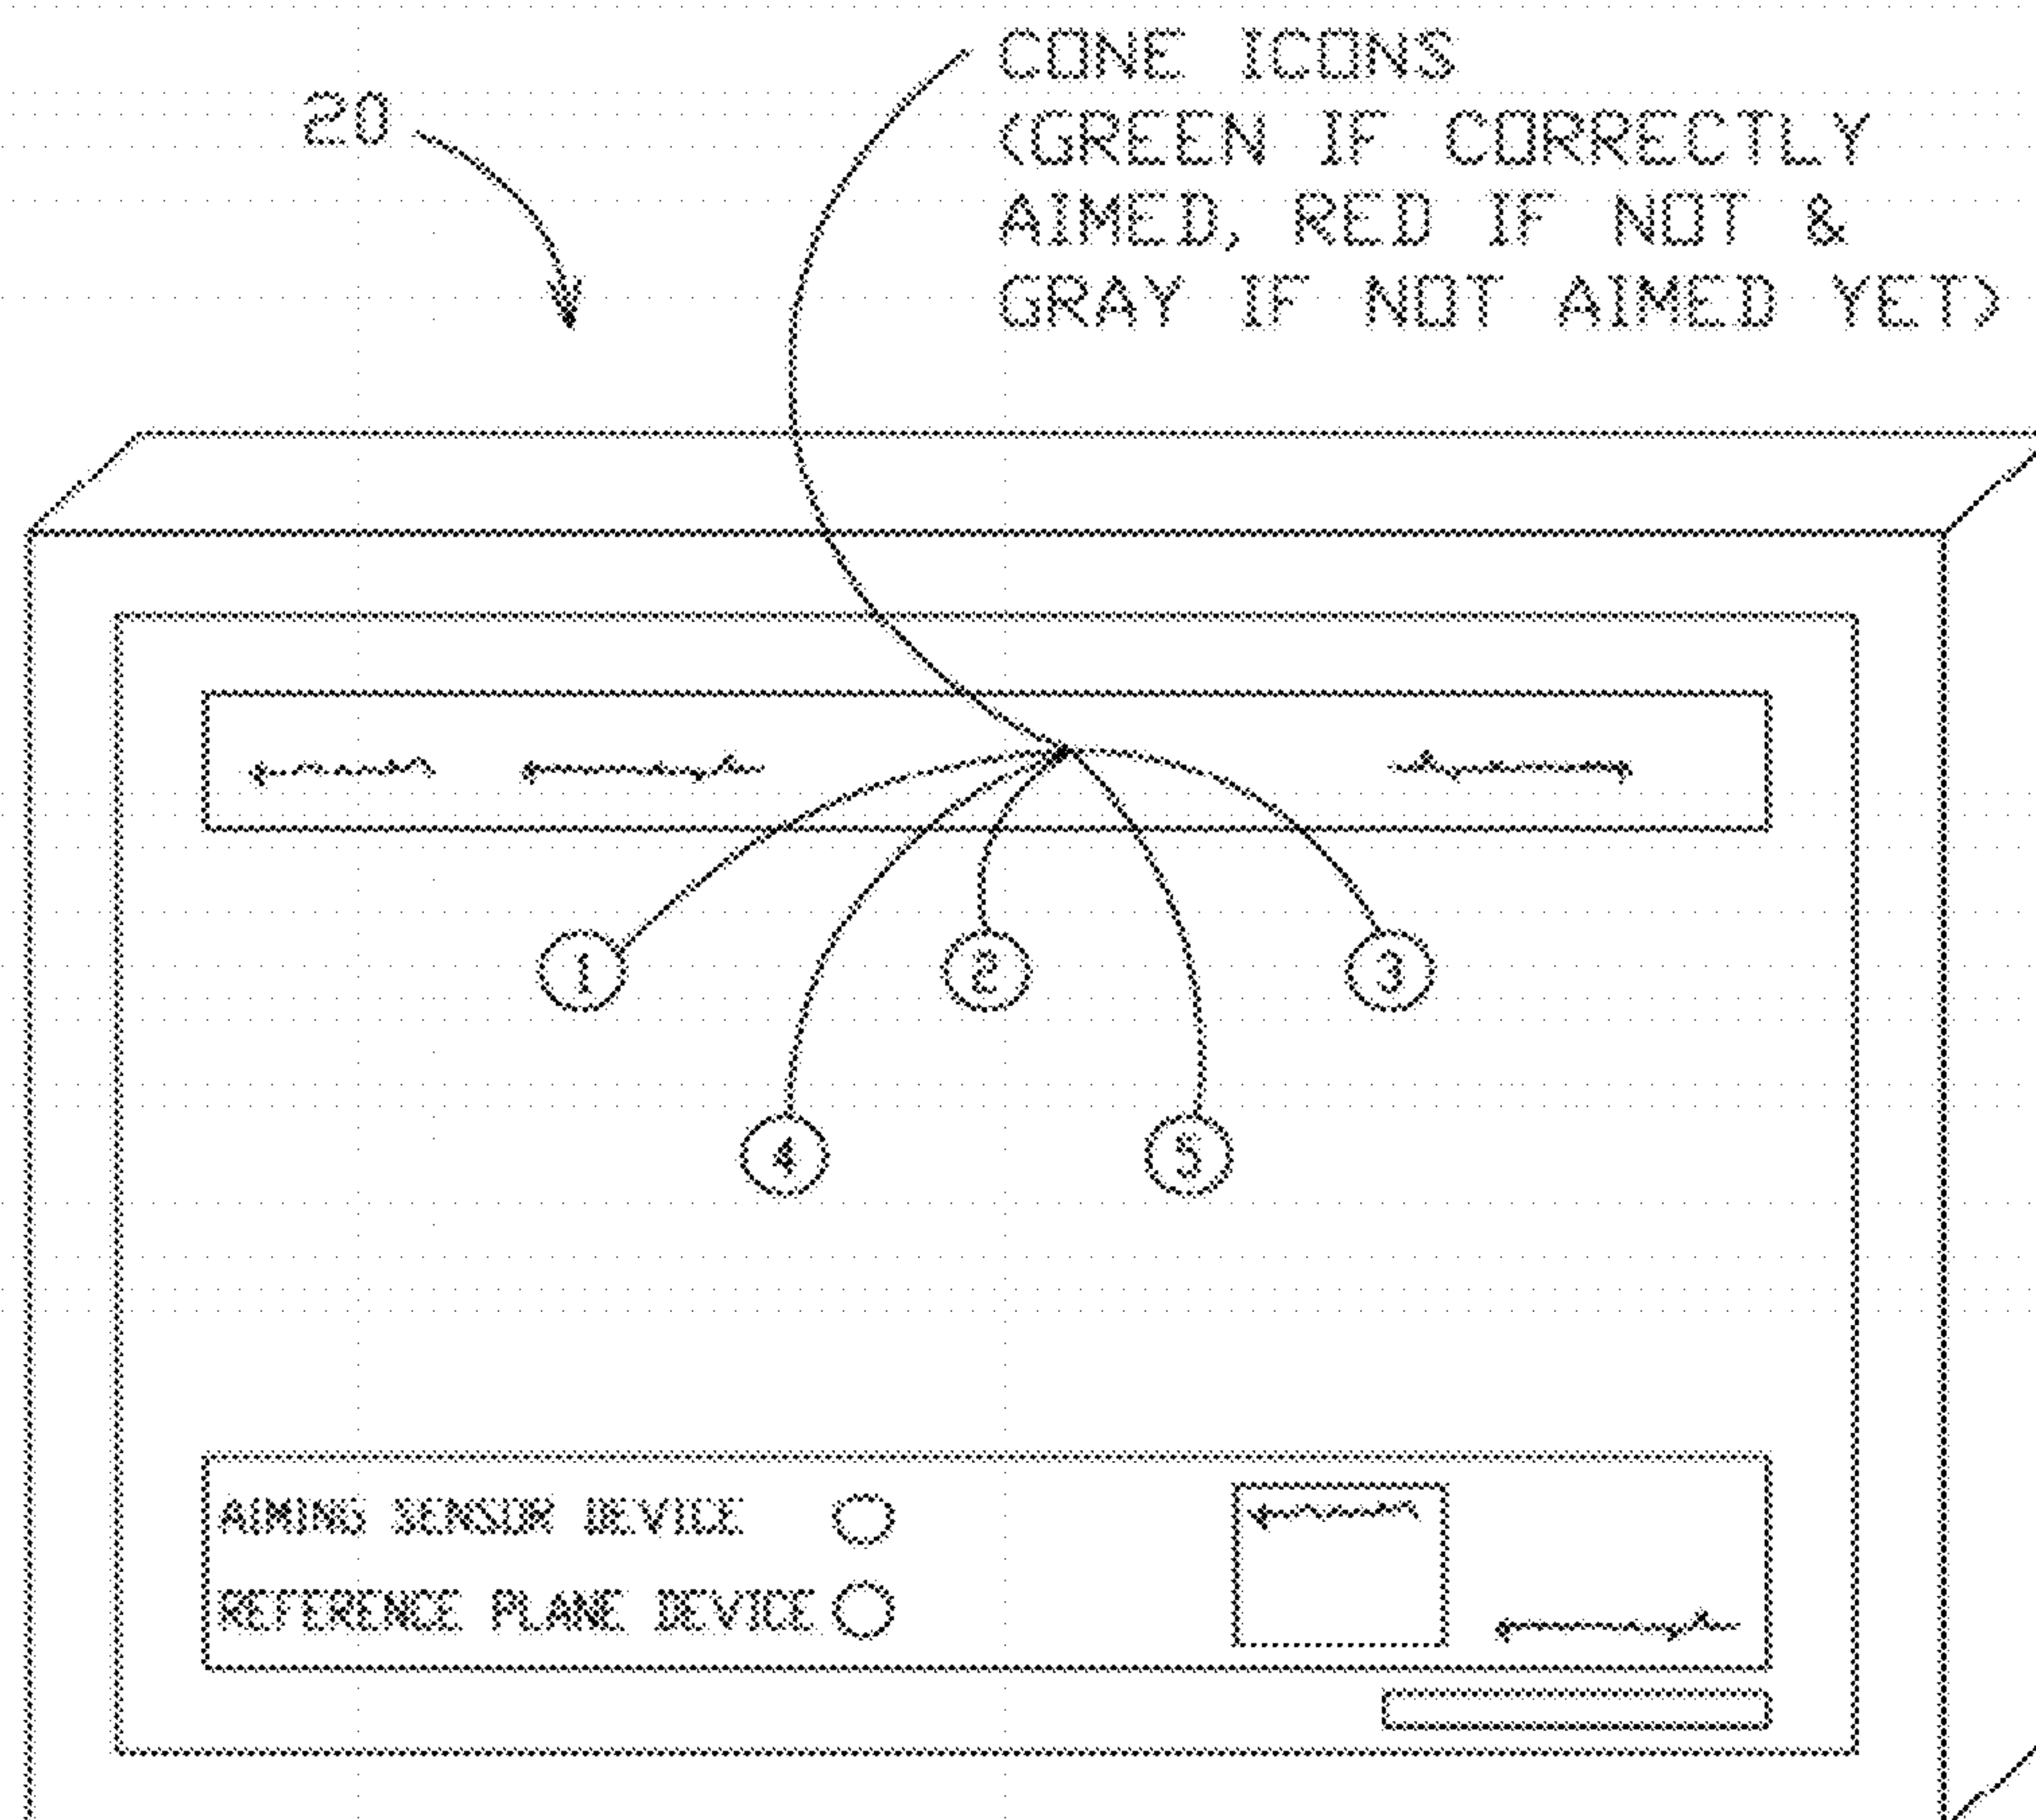 20
CONE ICONS
(GREEN IF CORRECTLY
AIMED, RED IF NOT &
GRAY IF NOT AIMED YET)
1 2 3
4 5
AIMING SENSOR DEVICE
REFERENCE PLANE DEVICE